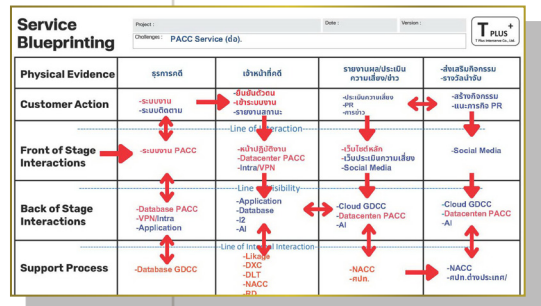 Service
Blueprinting
Project :
Date :
Version :
Challenges :
PACC Service (ต่อ).
T PLUS+
Physical Evidence
ธุรการคดี
เจ้าหน้าที่คดี
รายงานผล/ประเมิน
ความเสี่ยง/ข่าว
-ส่งเสริมกิจกรรม
-รางวัลนำจับ
Customer Action
-ระบบงาน
-ระบบติดตาม
-ยืนยันตัวตน
-เข้าระบบงาน
-รายงานสถานะ
-ประเมินความเสี่ยง
-PR
-การข่าว
-สร้างกิจกรรม
-แนะภารกิจ PR
Line of Interaction
Front of Stage
Interactions
-ระบบงาน PACC
-หน้าปฏิบัติงาน
-Datacenter PACC
-Intra/VPN
-เว็บไซต์หลัก
-เว็บประเมินความเสี่ยง
-Social Media
-Social Media
Line of Visibility
Back of Stage
Interactions
-Database PACC
-VPN/Intra
-Application
-Application
-Database
-I2
-AI
-Cloud GDCC
-Datacenten PACC
-AI
-Cloud GDCC
-Datacenten PACC
-AI
Line of Internal Interaction
Support Process
-Database GDCC
-Likage
-DXC
-DLT
-NACC
-RD
-NACC
-ศปท.
-NACC
-ศปท.ต่างประเทศ/